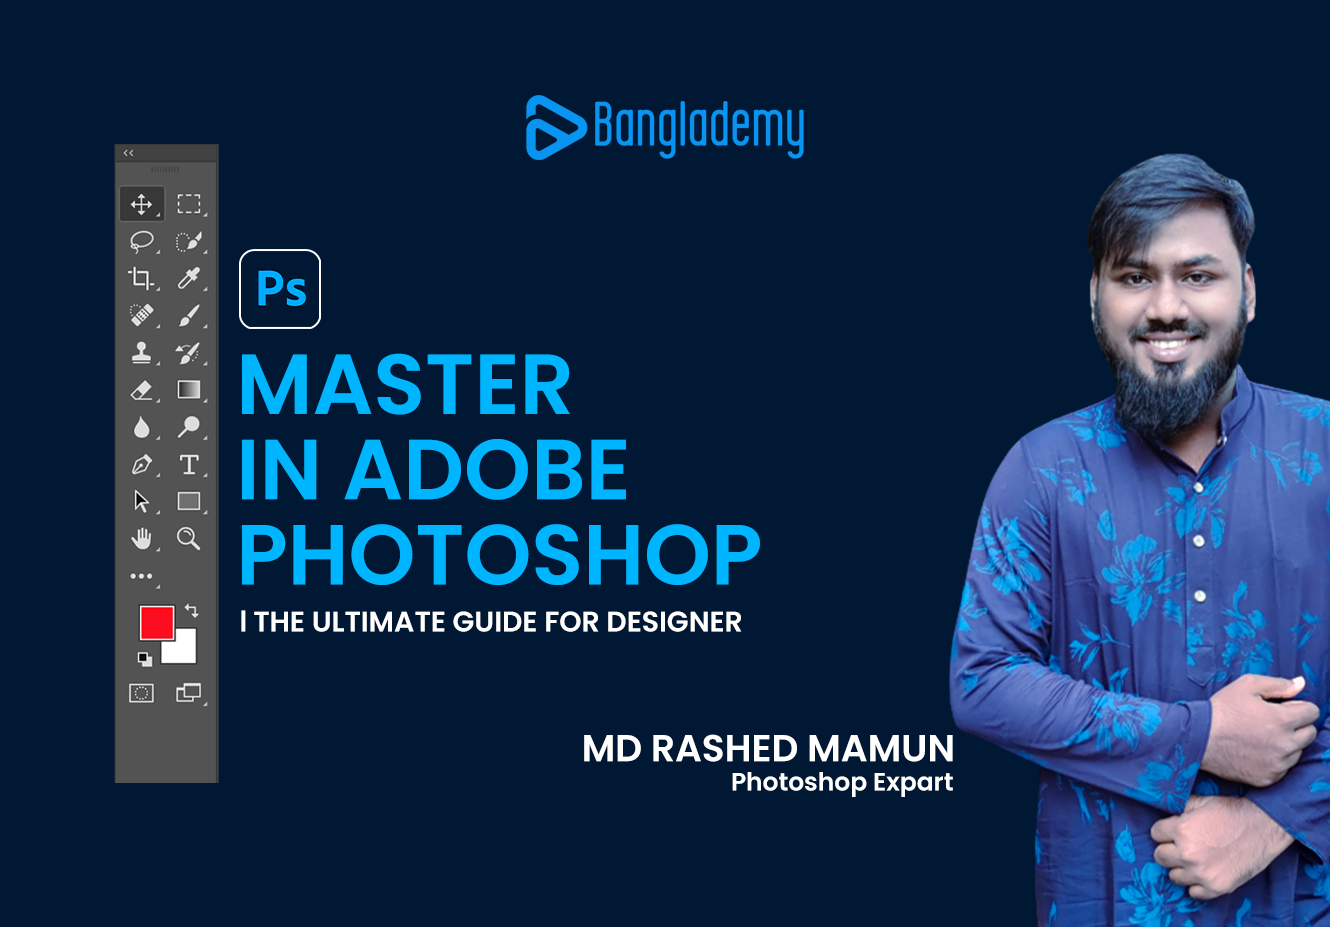 Banglademy
Ps
MASTER
IN ADOBE
PHOTOSHOP
| THE ULTIMATE GUIDE FOR DESIGNER
MD RASHED MAMUN
Photoshop Expart